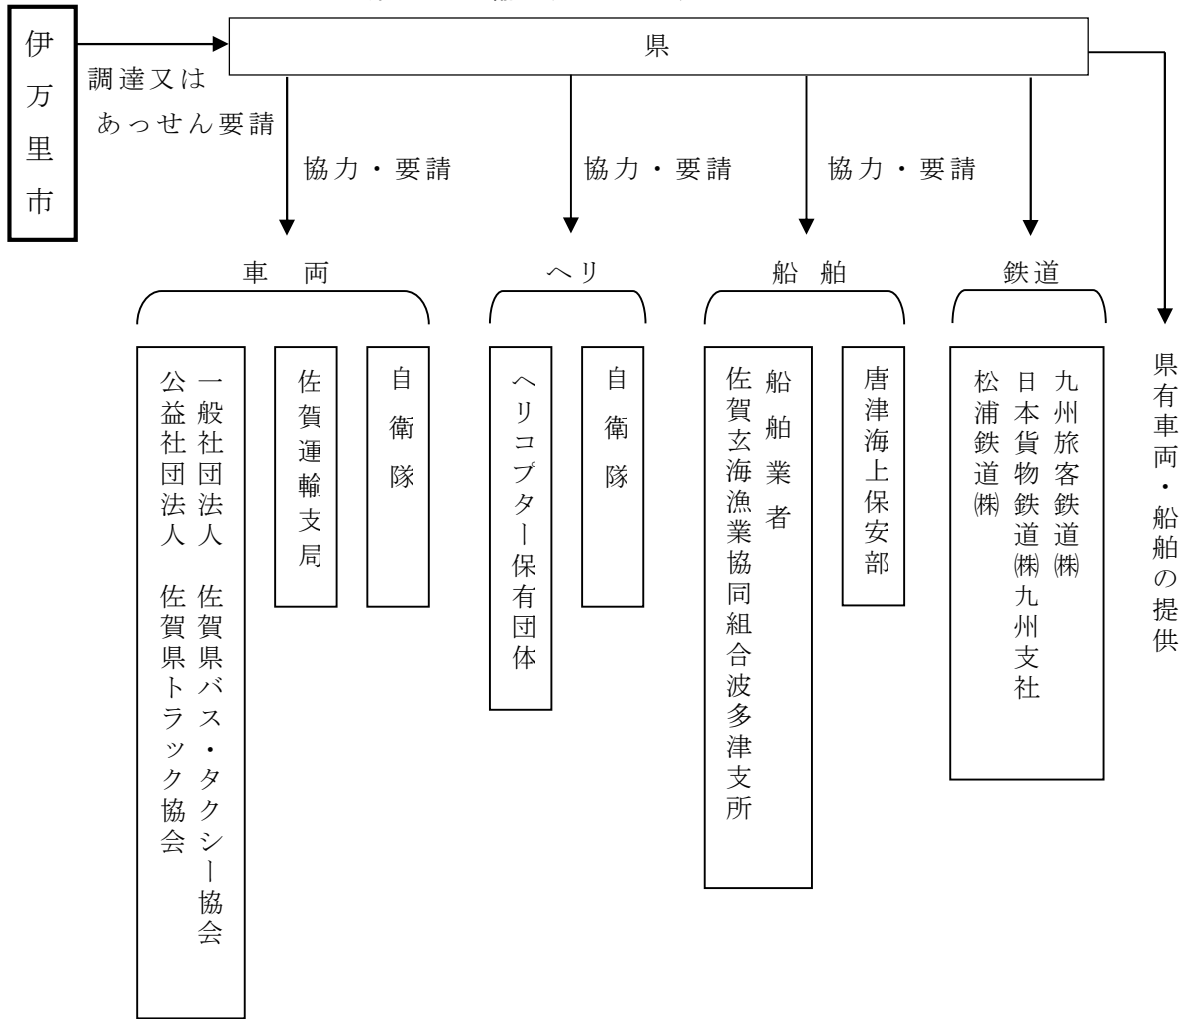 伊万里市
県
調達又は
あっせん要請
協力・要請
協力・要請
協力・要請
車両
ヘリ
船舶
鉄道
一般社団法人　佐賀県バス・タクシー協会
公益社団法人　佐賀県トラック協会
佐賀運輸支局
自衛隊
ヘリコプター保有団体
自衛隊
船舶業者
佐賀玄海漁業協同組合波多津支所
唐津海上保安部
九州旅客鉄道㈱
日本貨物鉄道㈱九州支社
松浦鉄道㈱
県有車両・船舶の提供